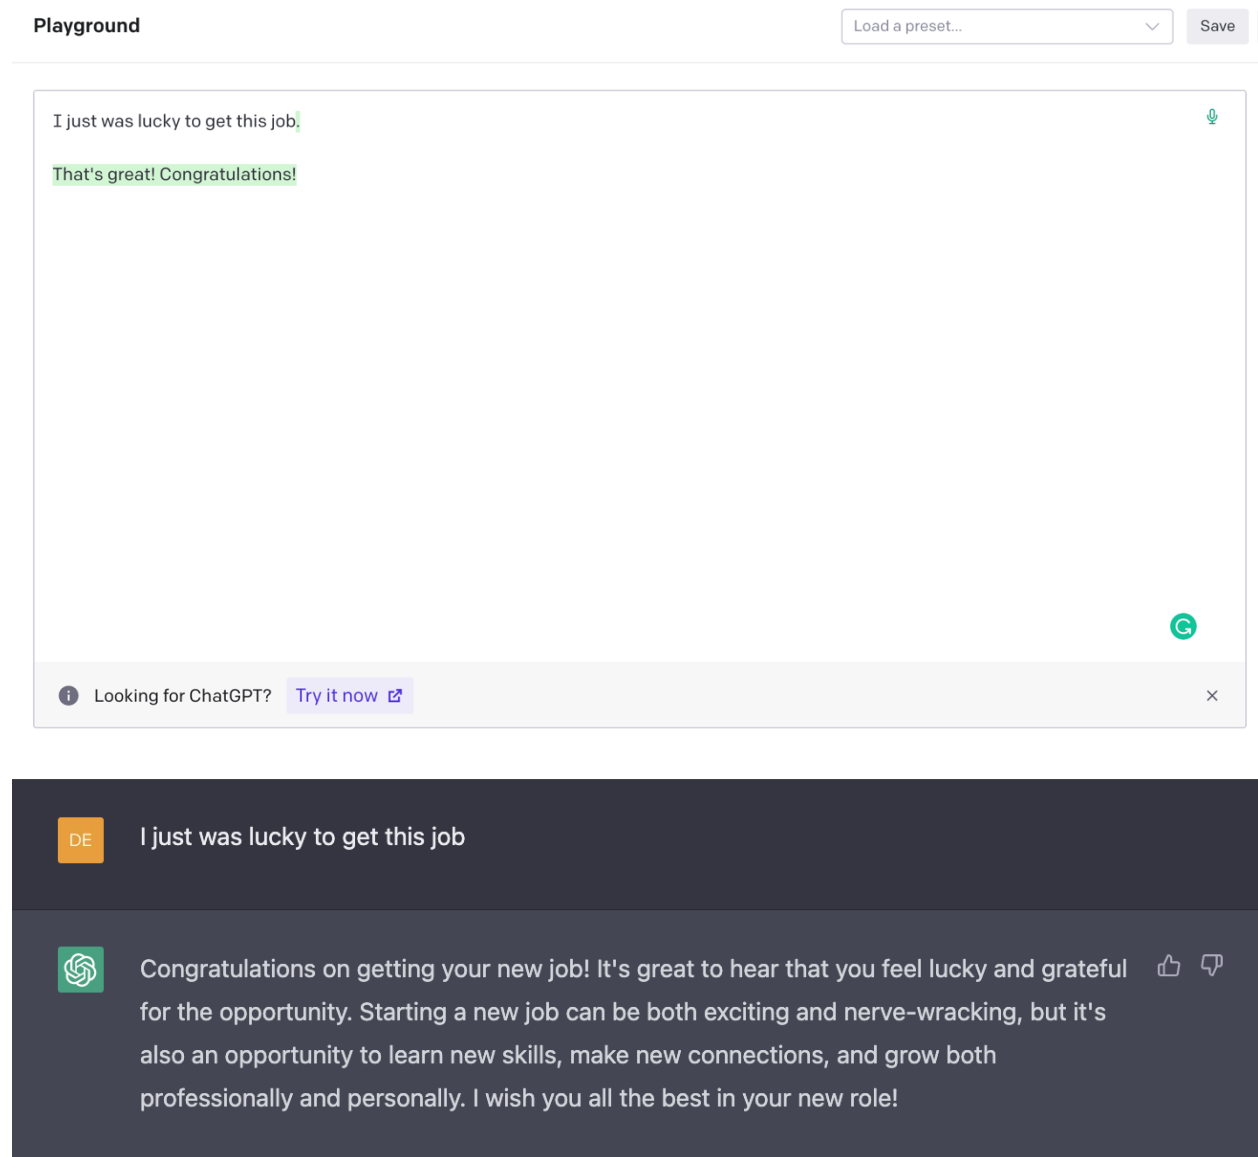 Playground
Load a preset...
Save
I just was lucky to get this job.
That's great! Congratulations!
Looking for ChatGPT?
Try it now
DE
I just was lucky to get this job
Congratulations on getting your new job! It's great to hear that you feel lucky and grateful
for the opportunity. Starting a new job can be both exciting and nerve-wracking, but it's
also an opportunity to learn new skills, make new connections, and grow both
professionally and personally. I wish you all the best in your new role!